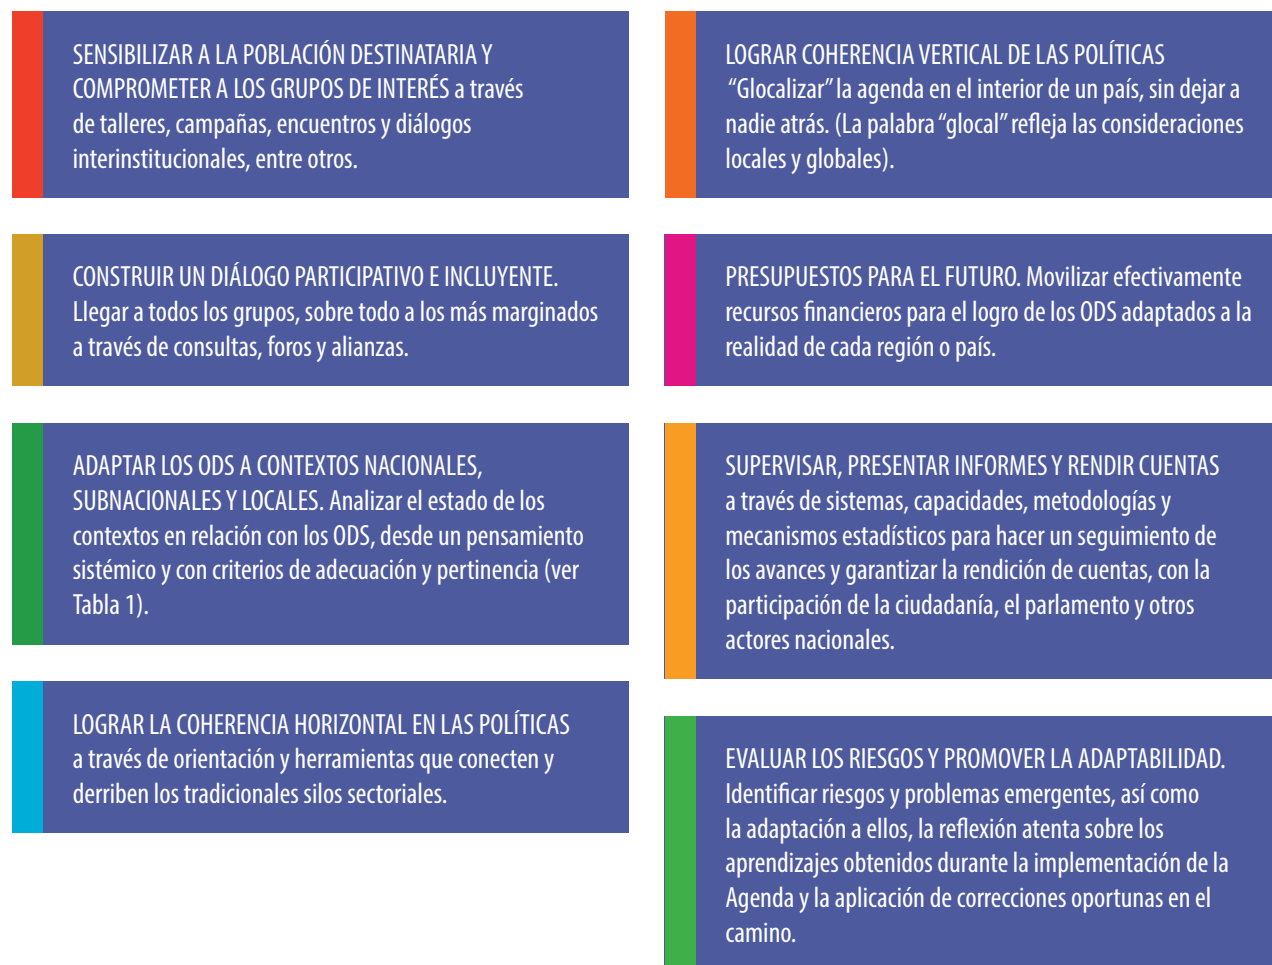 SENSIBILIZAR A LA POBLACIÓN DESTINATARIA Y
COMPROMETER A LOS GRUPOS DE INTERÉS a través
de talleres, campañas, encuentros y diálogos
interinstitucionales, entre otros.
CONSTRUIR UN DIÁLOGO PARTICIPATIVO E INCLUYENTE.
Llegar a todos los grupos, sobre todo a los más marginados
a través de consultas, foros y alianzas.
ADAPTAR LOS ODS A CONTEXTOS NACIONALES,
SUBNACIONALES Y LOCALES. Analizar el estado de los
contextos en relación con los ODS, desde un pensamiento
sistémico y con criterios de adecuación y pertinencia (ver
Tabla 1).
LOGRAR LA COHERENCIA HORIZONTAL EN LAS POLÍTICAS
a través de orientación y herramientas que conecten y
derriben los tradicionales silos sectoriales.
LOGRAR COHERENCIA VERTICAL DE LAS POLÍTICAS
“Glocalizar” la agenda en el interior de un país, sin dejar a
nadie atrás. (La palabra “glocal” refleja las consideraciones
locales y globales).
PRESUPUESTOS PARA EL FUTURO. Movilizar efectivamente
recursos financieros para el logro de los ODS adaptados a la
realidad de cada región o país.
SUPERVISAR, PRESENTAR INFORMES Y RENDIR CUENTAS
a través de sistemas, capacidades, metodologías y
mecanismos estadísticos para hacer un seguimiento de
los avances y garantizar la rendición de cuentas, con la
participación de la ciudadanía, el parlamento y otros
actores nacionales.
EVALUAR LOS RIESGOS Y PROMOVER LA ADAPTABILIDAD.
Identificar riesgos y problemas emergentes, así como
la adaptación a ellos, la reflexión atenta sobre los
aprendizajes obtenidos durante la implementación de la
Agenda y la aplicación de correcciones oportunas en el
camino.